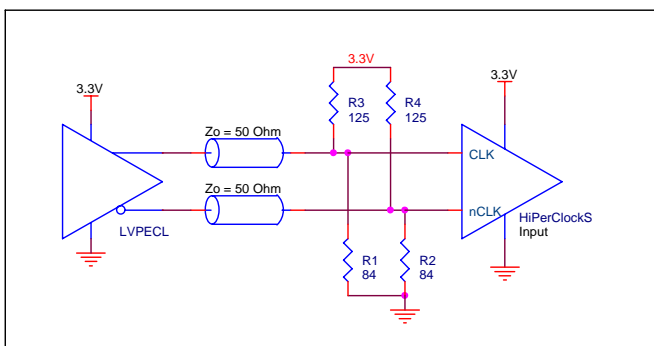 3.3V
3.3V
3.3V
R3
125
R4
125
Zo = 50 Ohm
CLK
Zo = 50 Ohm
nCLK
HiPerClockS
Input
LVPECL
R1
84
R2
84